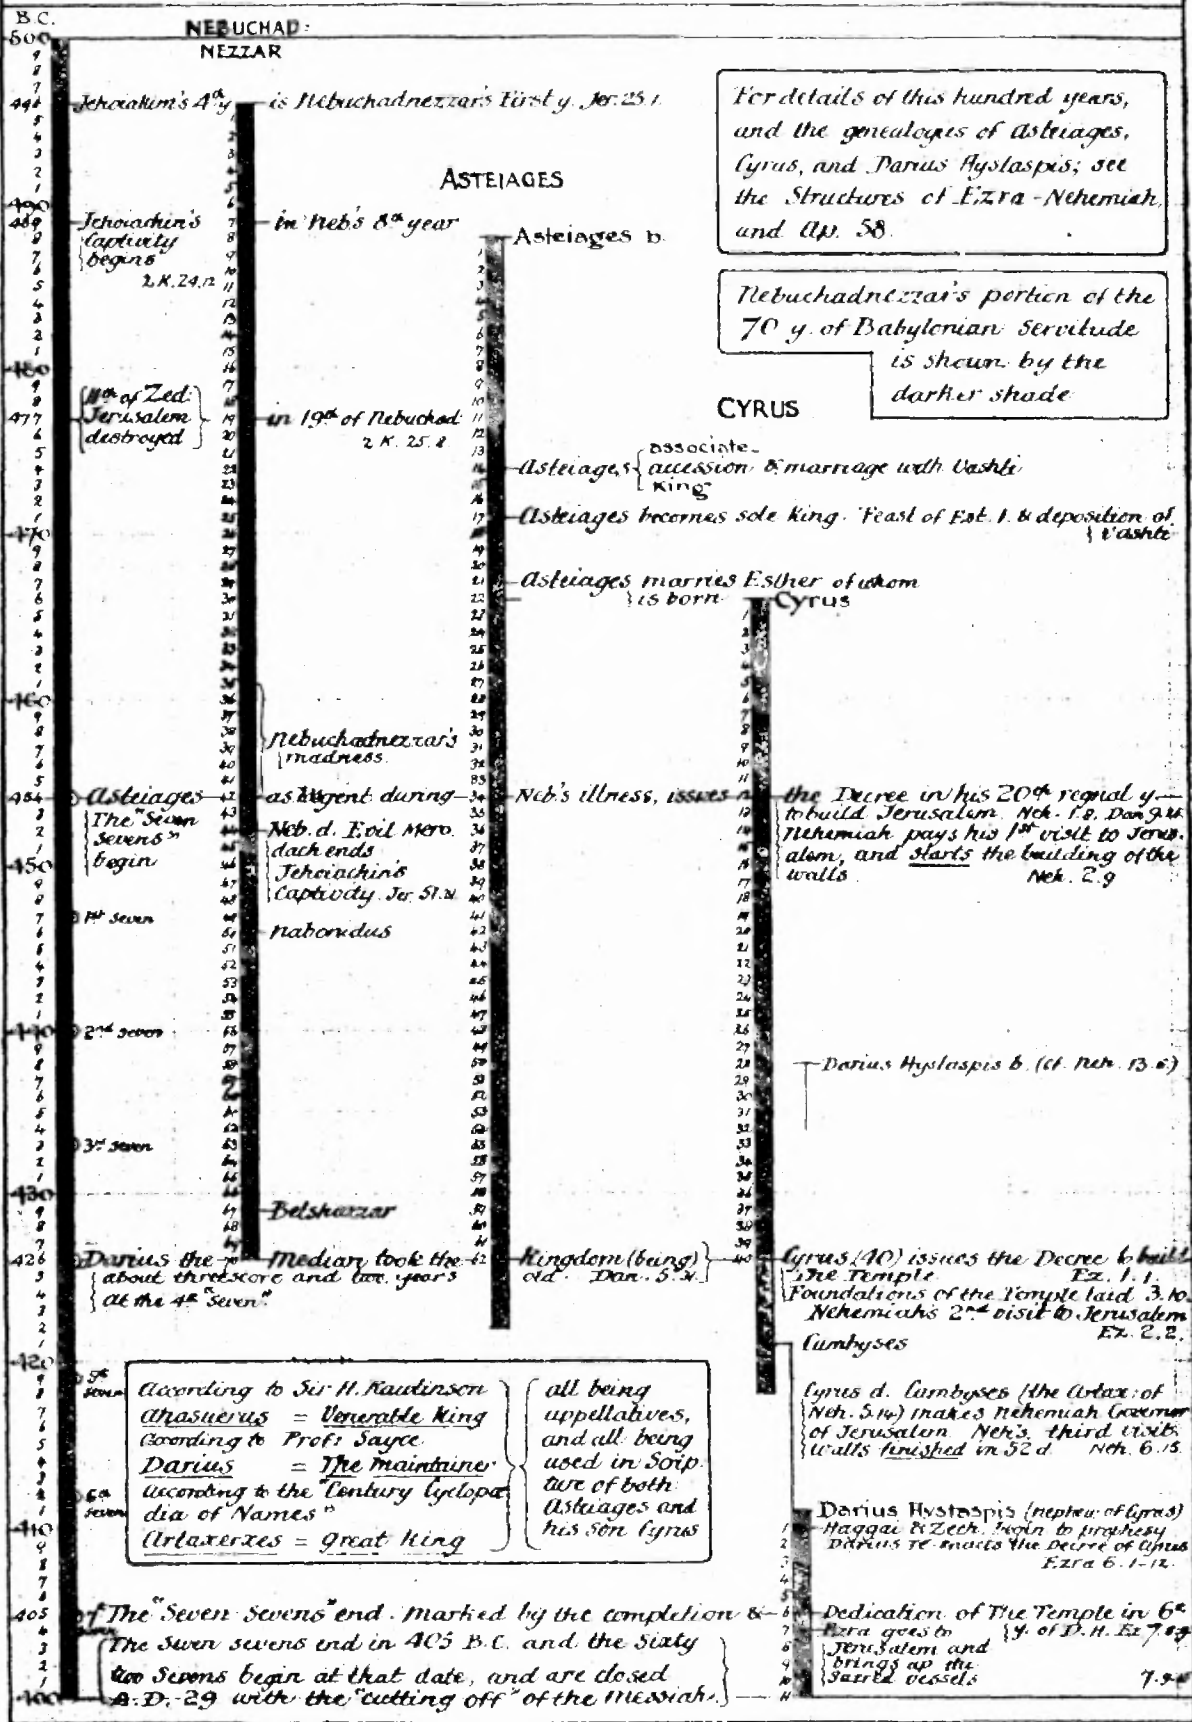 B.C.
500
NEBUCHAD:
NEZZAR
496 Jehoiakim's 4th y. is Nebuchadnezzar's First y. Jer. 25. 1.
For details of this hundred years,
and the genealogies of Asteiages,
Cyrus, and Darius Hystaspis; see
the Structures of Ezra-Nehemiah,
and Ap. 58.
ASTEIAGES
490
489 Jehoiachin's
Captivity
begins
2 K. 24. 12
in Neb's 8th year
Asteiages b.
Nebuchadnezzar's portion of the
70 y. of Babylonian Servitude
is shown by the
darker shade
480
CYRUS
477 11th of Zed:
Jerusalem
destroyed
in 19th of Nebuchad:
2 K. 25. 8
Asteiages { associate
accession & marriage with Vashti
King
Asteiages becomes sole King. Feast of Est. 1. & deposition of
Vashti
470
Asteiages marries Esther of whom
is born Cyrus
460
Nebuchadnezzar's
madness.
454 Asteiages as Regent during Neb's illness, issues the Decree in his 20th regnal y.
The "Seven
Sevens"
begin
Neb. d. Evil Mero.
dach ends
Jehoiachin's
Captivity. Jer. 51. 31
to build Jerusalem. Neh. 1. 8. Dan. 9. 25
Nehemiah pays his 1st visit to Jerus.
alem, and starts the building of the
walls Neh. 2. 9
450
1st Seven
Nabonidus
440 2nd Seven
Darius Hystaspis b. (cf. Neh. 13. 6)
3rd Seven
430
Belshazzar
426 Darius the Median took the Kingdom (being)
about threescore and two years old. Dan. 5. 31.
At the 4th "Seven".
Cyrus (40) issues the Decree to build
The Temple. Ez. 1. 1.
Foundations of the Temple laid 3. 10.
Nehemiah's 2nd visit to Jerusalem
Ez. 2. 2.
420
Cambyses
5th
Seven
According to Sir H. Rawlinson
Ahasuerus = Venerable King
According to Profr Sayce
Darius = The Maintainer
According to the "Century Cyclopæ
dia of Names"
Artaxerxes = Great King
all being
appellatives,
and all being
used in Scrip
ture of both
Asteiages and
his son Cyrus
Cyrus d. Cambyses (the Artax: of
Neh. 5. 14) makes Nehemiah Governor
of Jerusalem. Neh's. third visit.
Walls finished in 52 d. Neh. 6. 15
6th
Seven
410
Darius Hystaspis (nephew of Cyrus)
Haggai & Zech. begin to prophesy
Darius re-enacts the Decree of Cyrus
Ezra 6. 1-12.
405 The "Seven Sevens" end. Marked by the completion & Dedication of The Temple in 6th
y. of D. H.
The Seven sevens end in 405 B.C. and the Sixty
two Sevens begin at that date, and are closed
A.D. 29 with the "cutting off" of the Messiah.
Ezra goes to
Jerusalem and
brings up the
Sacred vessels
400